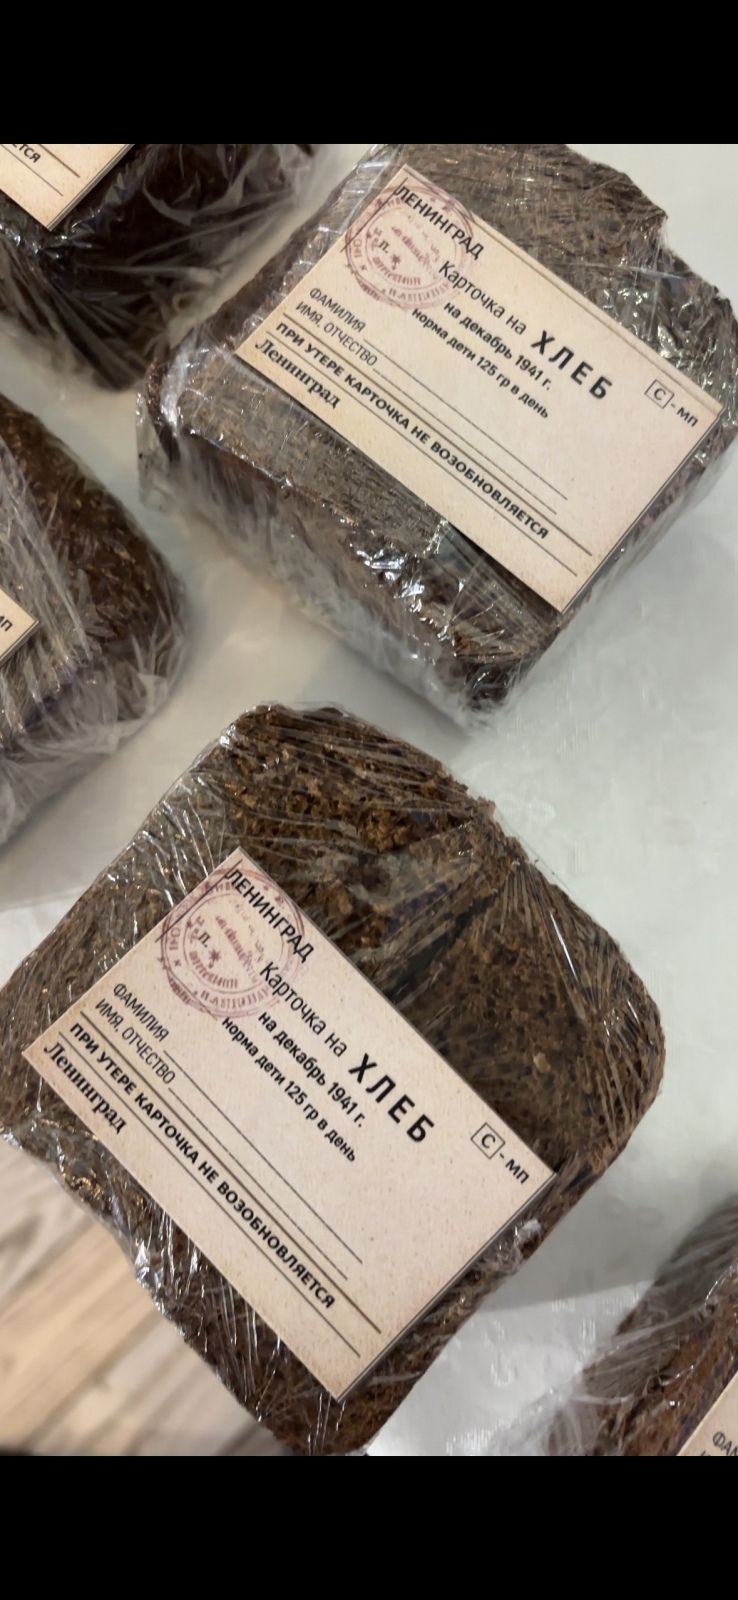 ЛЕНИНГРАД
Карточка на ХЛЕБ
на декабрь 1941 г.
норма дети 125 гр в день
С - МП
ФАМИЛИЯ
ИМЯ, ОТЧЕСТВО
ПРИ УТЕРЕ КАРТОЧКА НЕ ВОЗОБНОВЛЯЕТСЯ
Ленинград
ЛЕНИНГРАД
Карточка на ХЛЕБ
на декабрь 1941 г.
норма дети 125 гр в день
С - МП
ФАМИЛИЯ
ИМЯ, ОТЧЕСТВО
ПРИ УТЕРЕ КАРТОЧКА НЕ ВОЗОБНОВЛЯЕТСЯ
Ленинград